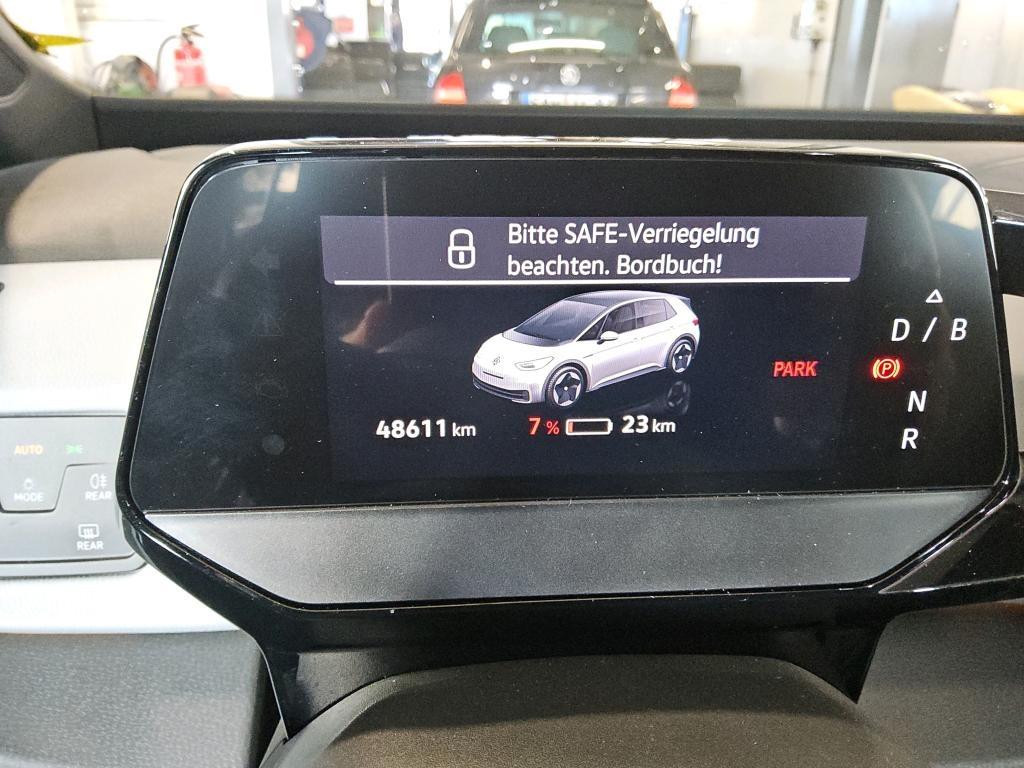 Bitte SAFE-Verriegelung
beachten. Bordbuch!
D / B
PARK
P
N
48611 km
7 %
23 km
R
AUTO
MODE
REAR
REAR